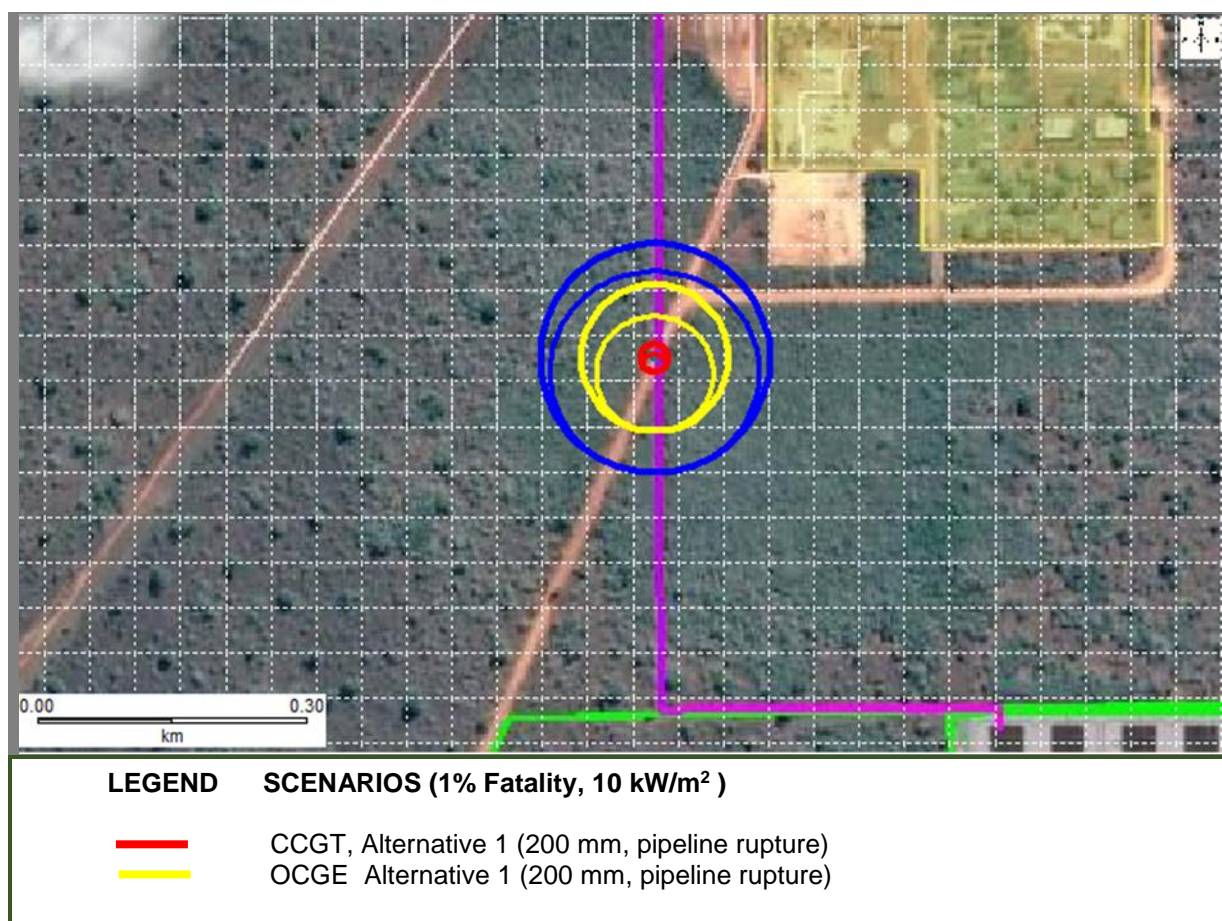 0.00 0.30
km
LEGEND SCENARIOS (1% Fatality, 10 kW/m² )
CCGT, Alternative 1 (200 mm, pipeline rupture)
OCGE Alternative 1 (200 mm, pipeline rupture)